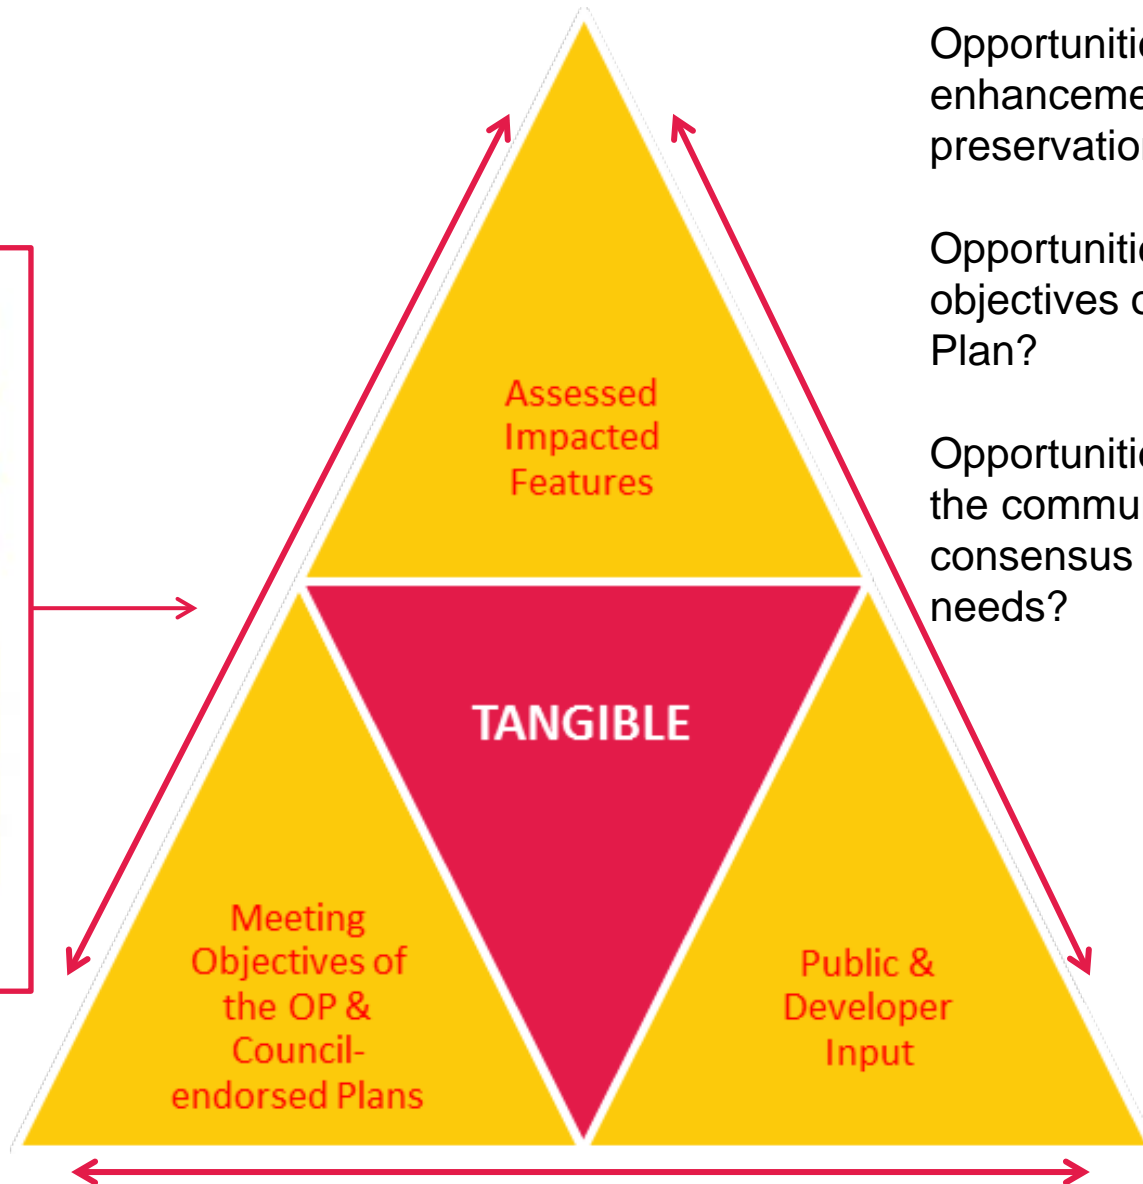 Assessed
Impacted
Features
TANGIBLE
Meeting
Objectives of
the OP &
Council-
endorsed Plans
Public &
Developer
Input
objectives
Plan?
the
consensus
needs?